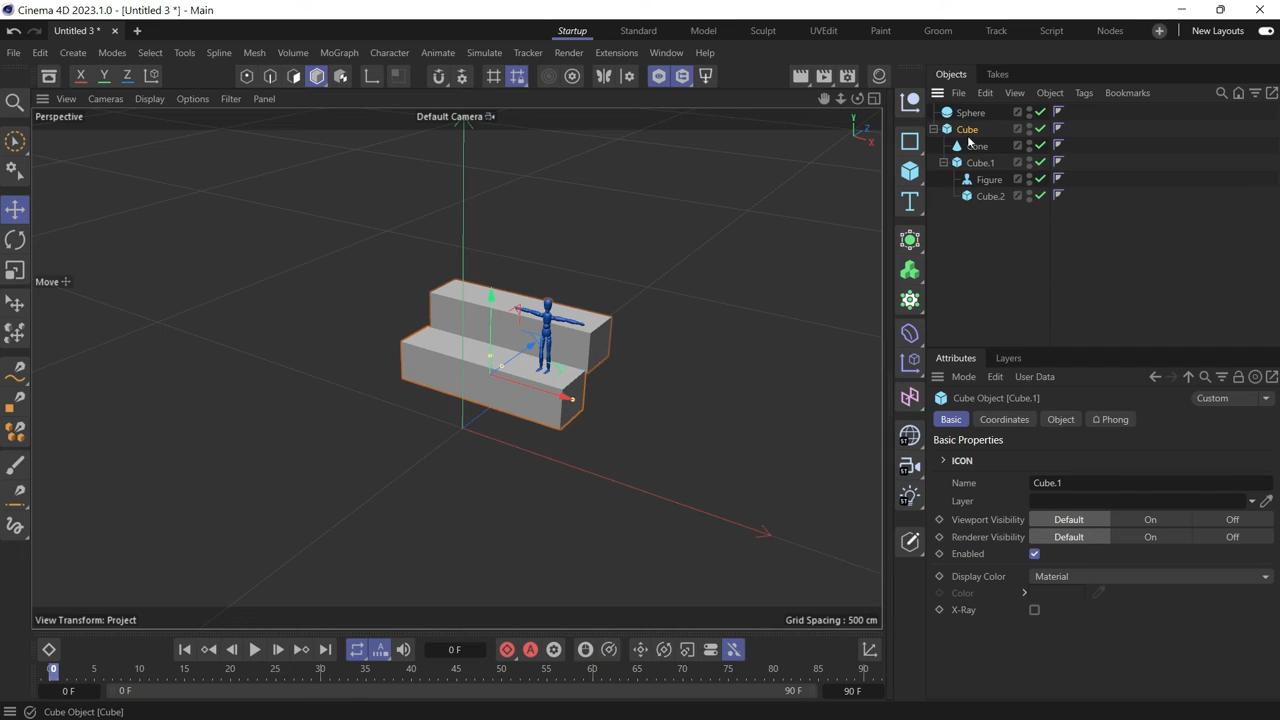 Cinema 4D 2023.1.0 - [Untitled 3 *] - Main
Untitled 3 *
Startup Standard Model Sculpt UVEdit Paint Groom Track Script Nodes New Layouts
File Edit Create Modes Select Tools Spline Mesh Volume MoGraph Character Animate Simulate Tracker Render Extensions Window Help
X Y Z
Objects Takes
View Cameras Display Options Filter Panel
File Edit View Object Tags Bookmarks
Perspective
Default Camera
Y
Z
X
Sphere
Cube
Cone
Cube.1
Figure
Cube.2
Move
Attributes Layers
Mode Edit User Data
Cube Object [Cube.1]
Custom
Basic Coordinates Object Phong
Basic Properties
ICON
Name Cube.1
Layer
Viewport Visibility Default On Off
Renderer Visibility Default On Off
Enabled
Display Color Material
Color
X-Ray
View Transform: Project
Grid Spacing : 500 cm
0 F
0 5 10 15 20 25 30 35 40 45 50 55 60 65 70 75 80 85 90
0 F 0 F 90 F 90 F
Cube Object [Cube]